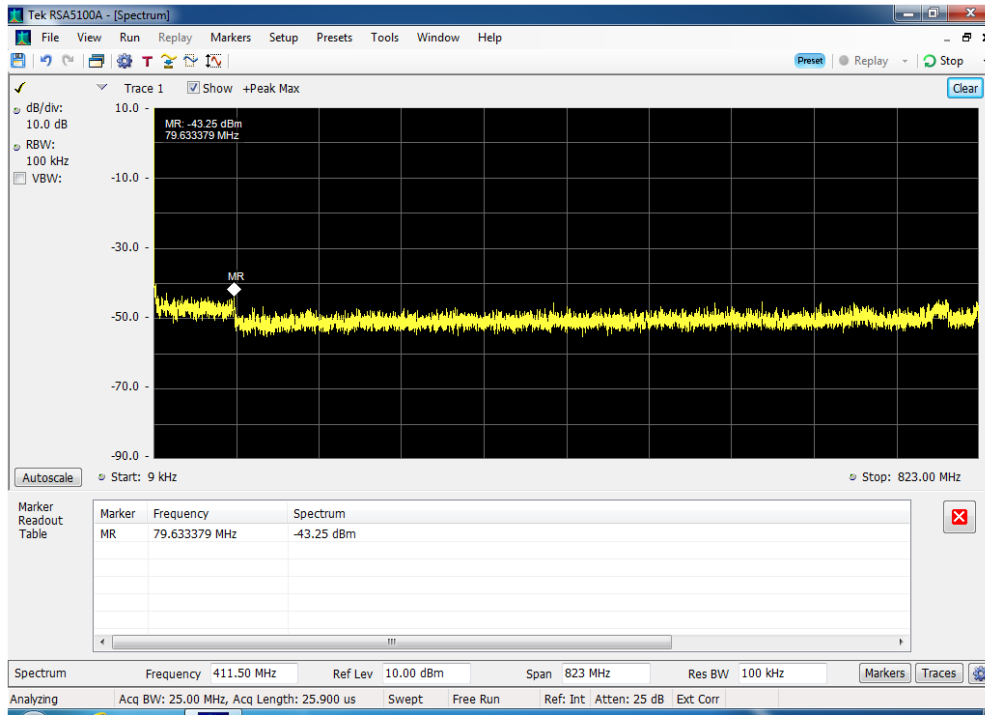 Tek RSA5100A - [Spectrum]
File View Run Replay Markers Setup Presets Tools Window Help
Preset Replay Stop
Trace 1 Show +Peak Max Clear
dB/div:
10.0 dB
RBW:
100 kHz
VBW:
10.0
MR: -43.25 dBm
79.633379 MHz
-10.0
-30.0
MR
-50.0
-70.0
-90.0
Autoscale Start: 9 kHz Stop: 823.00 MHz
Marker
Readout
Table
Marker Frequency Spectrum
MR 79.633379 MHz -43.25 dBm
Spectrum Frequency 411.50 MHz Ref Lev 10.00 dBm Span 823 MHz Res BW 100 kHz Markers Traces
Analyzing Acq BW: 25.00 MHz, Acq Length: 25.900 us Swept Free Run Ref: Int Atten: 25 dB Ext Corr